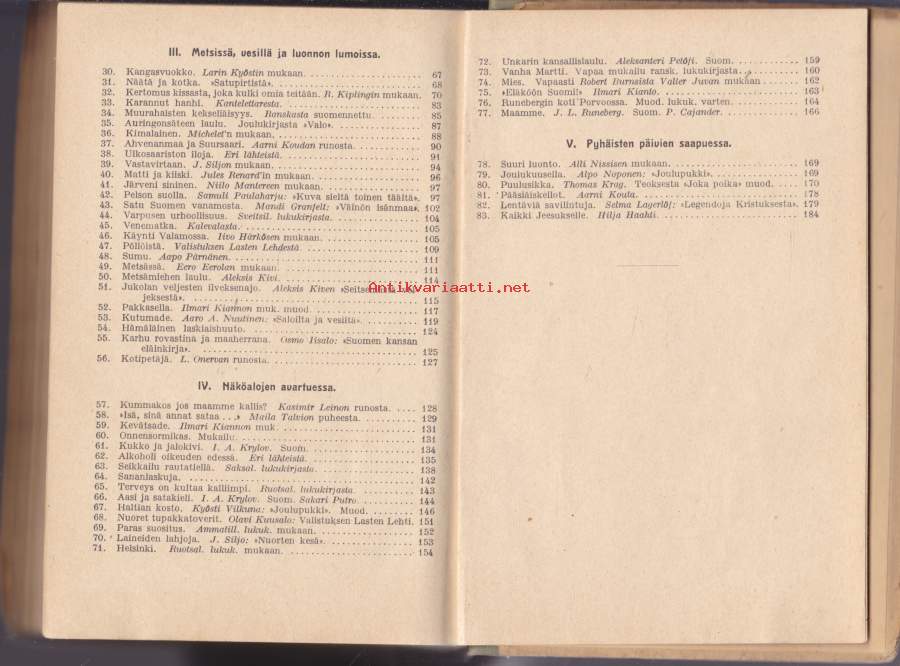 III. Metsissä, vesillä ja luonnon lumoissa.
30. Kangasvuokko. Larin Kyöstin mukaan. 67
31. Näätä ja kotka. »Satupirtistä». 68
32. Kertomus kissasta, joka kulki omia teitään. R. Kiplingin mukaan. 70
33. Karannut hanhi. Kantelettaresta. 83
34. Muurahaisten kekseliäisyys. Ranskasta suomennettu. 85
35. Auringonsäteen laulu. Joulukirjasta »Valo». 87
36. Kimalainen. Michelet'n mukaan. 88
37. Ahvenanmaa ja Suursaari. Aarni Koudan runosta. 90
38. Ulkosaariston iloja. Eri lähteistä. 91
39. Vastavirtaan. J. Siljon mukaan. 94
40. Matti ja kiiski. Jules Renard'in mukaan. 96
41. Järveni sininen. Niilo Mantereen mukaan. 97
42. Pelson suolla. Samuli Paulaharju: »Kuva sieltä toinen täältä». 97
43. Satu Suomen vanamosta. Mandi Granfelt: »Väinön isänmaa». 102
44. Varpusen urhoollisuus. Sveitsil. lukukirjasta. 104
45. Venematka. Kalevalasta. 105
46. Käynti Valamossa. Iivo Härkösen mukaan. 105
47. Pöllöistä. Valistuksen Lasten Lehdestä. 109
48. Sumu. Aapo Pärnänen. 111
49. Metsässä. Eero Eerolan mukaan. 111
50. Metsämiehen laulu. Aleksis Kivi. 114
51. Jukolan veljesten ilveksenajo. Aleksis Kiven »Seitsemästä vel-
jeksestä». 115
52. Pakkasella. Ilmari Kiannon muk. muod. 117
53. Kutumade. Aaro A. Nuutinen: »Saloilta ja vesiltä». 119
54. Hämäläinen laskiaishuuto. 124
55. Karhu rovastina ja maaherrana. Osmo Iisalo: »Suomen kansan
eläinkirja». 125
56. Kotipetäjä. L. Onervan runosta. 127
IV. Näköalojen avartuessa.
57. Kummakos jos maamme kallis? Kasimir Leinon runosta. 128
58. »Isä, sinä annat sataa . . .» Maila Talvion puheesta. 129
59. Kevätsade. Ilmari Kiannon muk. 131
60. Onnensormikas. Mukailu. 131
61. Kukko ja jalokivi. I. A. Krylov. Suom. 134
62. Alkoholi oikeuden edessä. Eri lähteistä. 135
63. Seikkailu rautatiellä. Saksal. lukukirjasta. 138
64. Sananlaskuja. 142
65. Terveys on kultaa kalliimpi. Ruotsal. lukukirjasta. 143
66. Aasi ja satakieli. I. A. Krylov. Suom. Sakari Putro. 144
67. Haltian kosto. Kyösti Vilkuna: »Joulupukki». Muod. 146
68. Nuoret tupakkatoverit. Olavi Kuusalo: Valistuksen Lasten Lehti. 151
69. Paras suositus. Ammatill. lukuk. mukaan. 152
70. Laineiden lahjoja. J. Siljo: »Nuorten kesä». 153
71. Helsinki. Ruotsal. lukuk. mukaan. 154
72. Unkarin kansallislaulu. Aleksanteri Petöfi. Suom. 159
73. Vanha Martti. Vapaa mukailu ransk. lukukirjasta. 160
74. Mies. Vapaasti Robert Burnsista Valter Juvan mukaan 162
75. »Eläköön Suomi!» Ilmari Kianto. 163
76. Runebergin koti Porvoossa. Muod. lukuk. varten. 164
77. Maamme. J. L. Runeberg. Suom. P. Cajander. 166
V. Pyhäisten päivien saapuessa.
78. Suuri luonto. Alli Nissisen mukaan. 169
79. Joulukuusella. Alpo Noponen: »Joulupukki». 169
80. Puulusikka. Thomas Krag. Teoksesta »Joka poika» muod. 170
81. Pääsiäiskellot. Aarni Kouta. 178
82. Lentäviä savilintuja. Selma Lagerlöf: »Legendoja Kristuksesta». 179
83. Kaikki Jeesukselle. Hilja Haahti. 184
Antikvariaatti.net